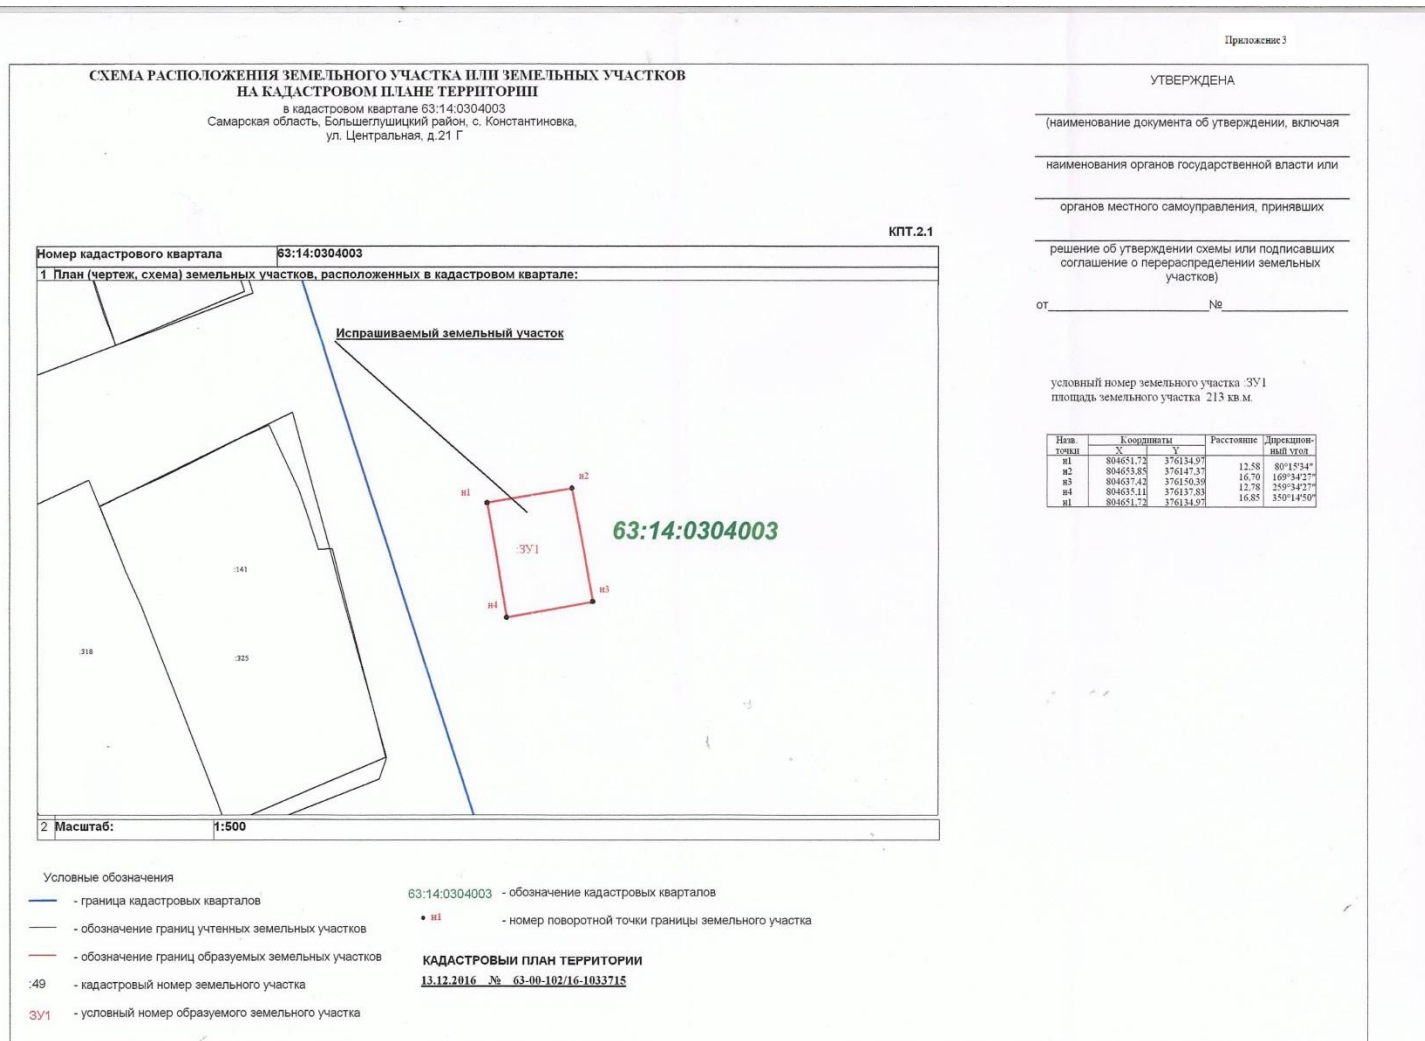 Приложение 3
СХЕМА РАСПОЛОЖЕНИЯ ЗЕМЕЛЬНОГО УЧАСТКА ИЛИ ЗЕМЕЛЬНЫХ УЧАСТКОВ
НА КАДАСТРОВОМ ПЛАНЕ ТЕРРИТОРИИ
в кадастровом квартале 63:14:0304003
Самарская область, Большеглушицкий район, с. Константиновка,
ул. Центральная, д.21 Г
УТВЕРЖДЕНА
(наименование документа об утверждении, включая
наименования органов государственной власти или
органов местного самоуправления, принявших
решение об утверждении схемы или подписавших
соглашение о перераспределении земельных
участков)
от №
условный номер земельного участка :ЗУ1
площадь земельного участка 213 кв.м.
Назв. точки Координаты X Y Расстояние Дирекцион-ный угол
н1 804651,72 376134,97
12,58 80°15'34"
н2 804653,85 376147,37
16,70 169°34'27"
н3 804637,42 376150,39
12,78 259°34'27"
н4 804635,11 376137,83
16,85 350°14'50"
н1 804651,72 376134,97
КПТ.2.1
Номер кадастрового квартала 63:14:0304003
1 План (чертеж, схема) земельных участков, расположенных в кадастровом квартале:
Испрашиваемый земельный участок
н1
н2
63:14:0304003
:ЗУ1
:141
н3
н4
:318
:325
2 Масштаб: 1:500
Условные обозначения
- граница кадастровых кварталов
- обозначение границ учтенных земельных участков
- обозначение границ образуемых земельных участков
:49 - кадастровый номер земельного участка
ЗУ1 - условный номер образуемого земельного участка
63:14:0304003 - обозначение кадастровых кварталов
н1 - номер поворотной точки границы земельного участка
КАДАСТРОВЫЙ ПЛАН ТЕРРИТОРИИ
13.12.2016 № 63-00-102/16-1033715